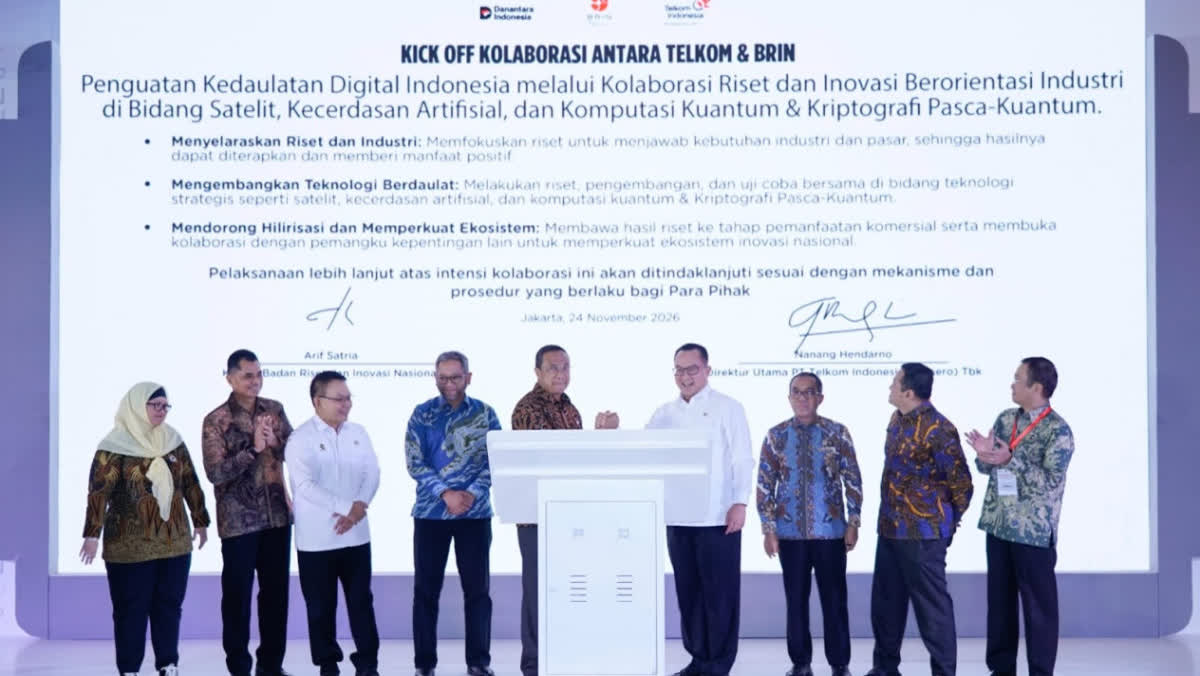 Danantara
Indonesia
BRIN
Telkom
Indonesia
KICK OFF KOLABORASI ANTARA TELKOM & BRIN
Penguatan Kedaulatan Digital Indonesia melalui Kolaborasi Riset dan Inovasi Berorientasi Industri
di Bidang Satelit, Kecerdasan Artifisial, dan Komputasi Kuantum & Kriptografi Pasca-Kuantum.
• Menyelaraskan Riset dan Industri: Memfokuskan riset untuk menjawab kebutuhan industri dan pasar, sehingga hasilnya
dapat diterapkan dan memberi manfaat positif
• Mengembangkan Teknologi Berdaulat: Melakukan riset, pengembangan, dan uji coba bersama di bidang teknologi
strategis seperti satelit, kecerdasan artifisial, dan komputasi kuantum & Kriptografi Pasca-Kuantum.
• Mendorong Hilirisasi dan Memperkuat Ekosistem: Membawa hasil riset ke tahap pemanfaatan komersial serta membuka
kolaborasi dengan pemangku kepentingan lain untuk memperkuat ekosistem inovasi nasional.
Pelaksanaan lebih lanjut atas intensi kolaborasi ini akan ditindaklanjuti sesuai dengan mekanisme dan
prosedur yang berlaku bagi Para Pihak
Jakarta, 24 November 2026
Arif Satria
Badan Inovasi
Nanang Hendarno
Direktur Utama Telkom Indonesia Tbk